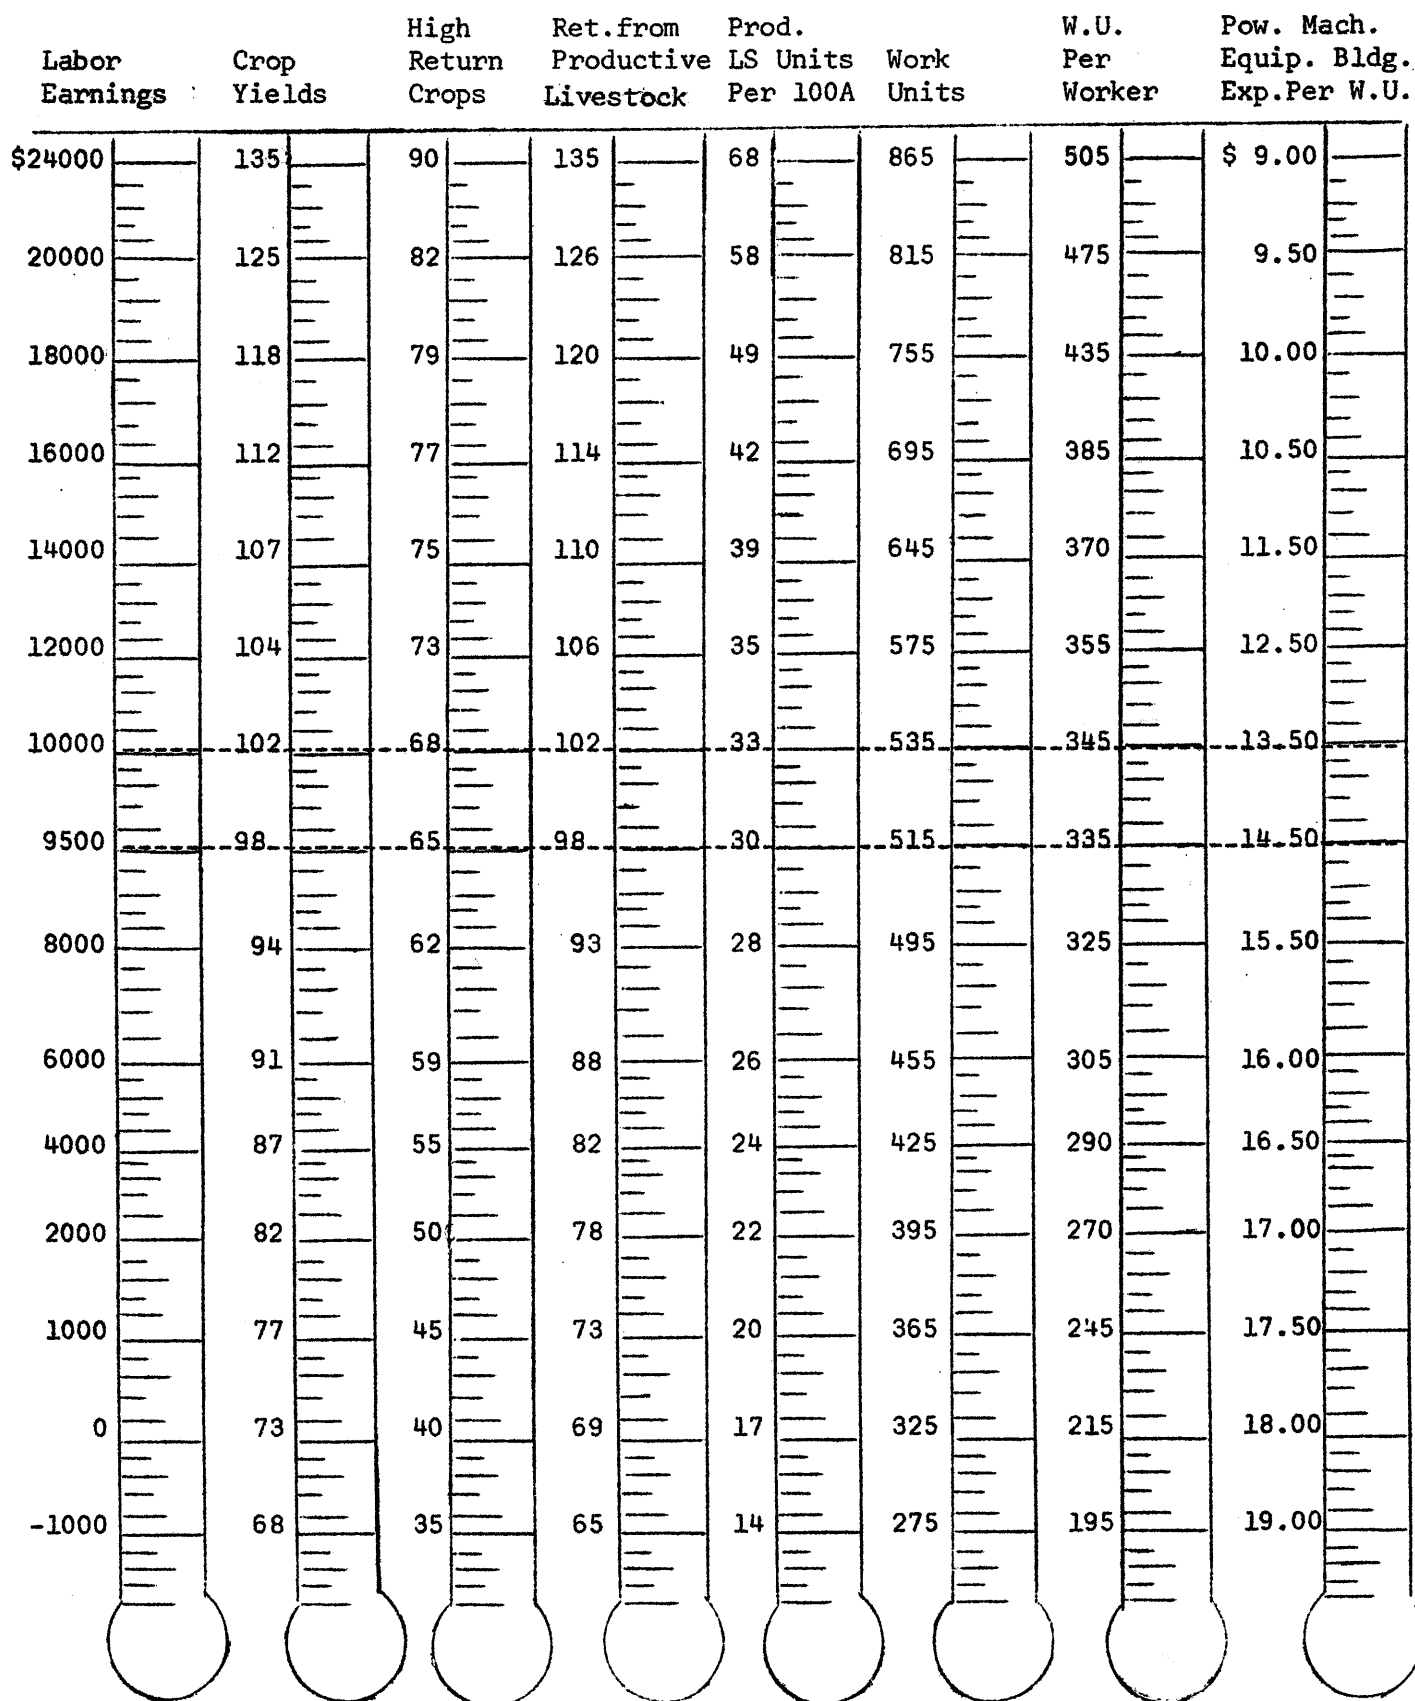 High Ret.from Prod. W.U. Pow. Mach.
Labor Crop Return Productive LS Units Work Per Equip. Bldg.
Earnings Yields Crops Livestock Per 100A Units Worker Exp.Per W.U.
$24000 135 90 135 68 865 505 $ 9.00
20000 125 82 126 58 815 475 9.50
18000 118 79 120 49 755 435 10.00
16000 112 77 114 42 695 385 10.50
14000 107 75 110 39 645 370 11.50
12000 104 73 106 35 575 355 12.50
10000 102 68 102 33 535 345 13.50
9500 98 65 98 30 515 335 14.50
8000 94 62 93 28 495 325 15.50
6000 91 59 88 26 455 305 16.00
4000 87 55 82 24 425 290 16.50
2000 82 50 78 22 395 270 17.00
1000 77 45 73 20 365 245 17.50
0 73 40 69 17 325 215 18.00
-1000 68 35 65 14 275 195 19.00